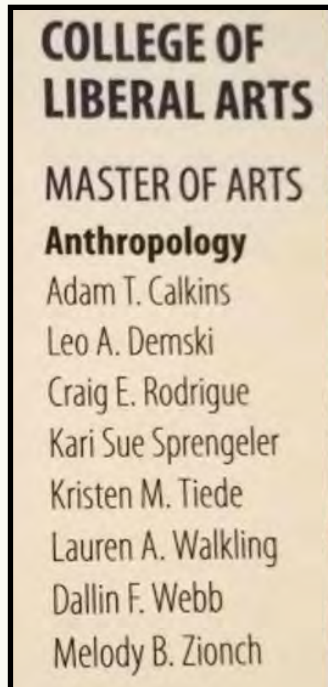 COLLEGE OF
LIBERAL ARTS
MASTER OF ARTS
Anthropology
Adam T. Calkins
Leo A. Demski
Craig E. Rodrigue
Kari Sue Sprengeler
Kristen M. Tiede
Lauren A. Walkling
Dallin F. Webb
Melody B. Zionch